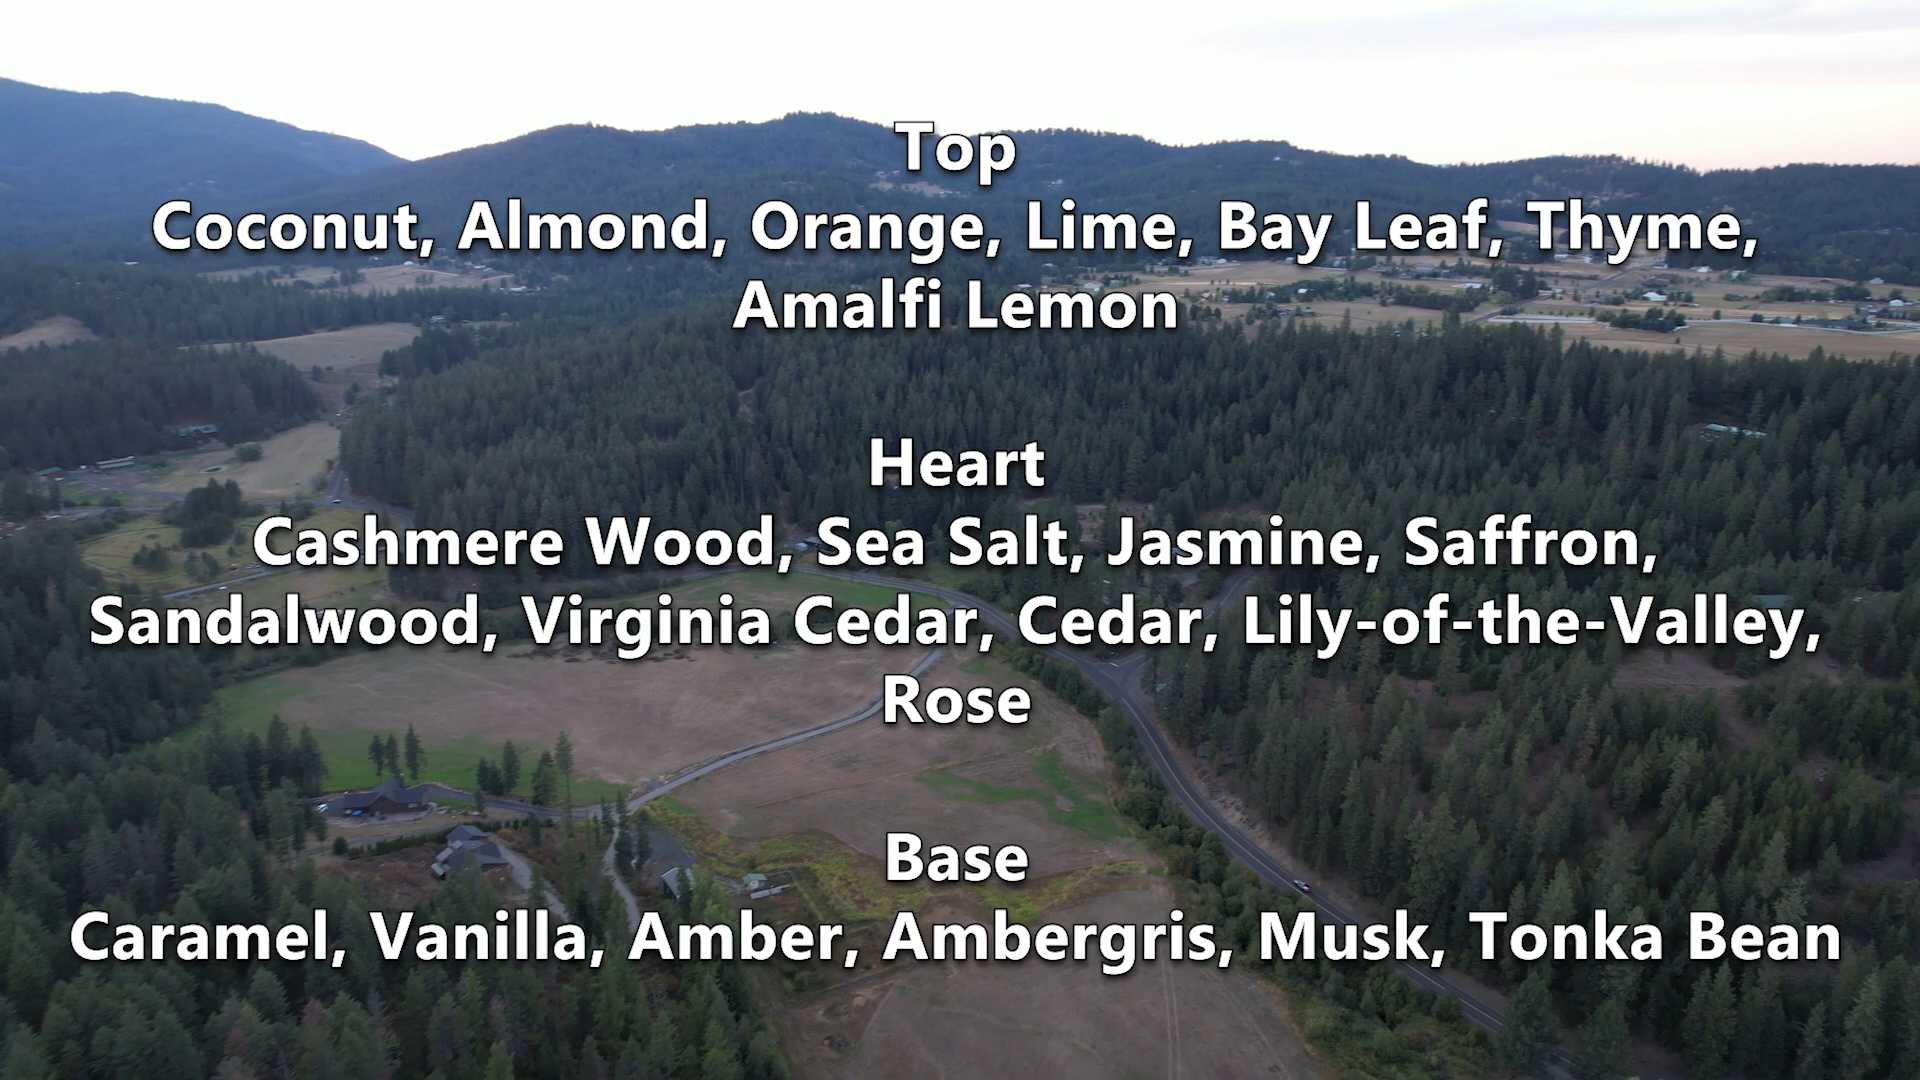 Top
Coconut, Almond, Orange, Lime, Bay Leaf, Thyme,
Amalfi Lemon
Heart
Cashmere Wood, Sea Salt, Jasmine, Saffron,
Sandalwood, Virginia Cedar, Cedar, Lily-of-the-Valley,
Rose
Base
Caramel, Vanilla, Amber, Ambergris, Musk, Tonka Bean